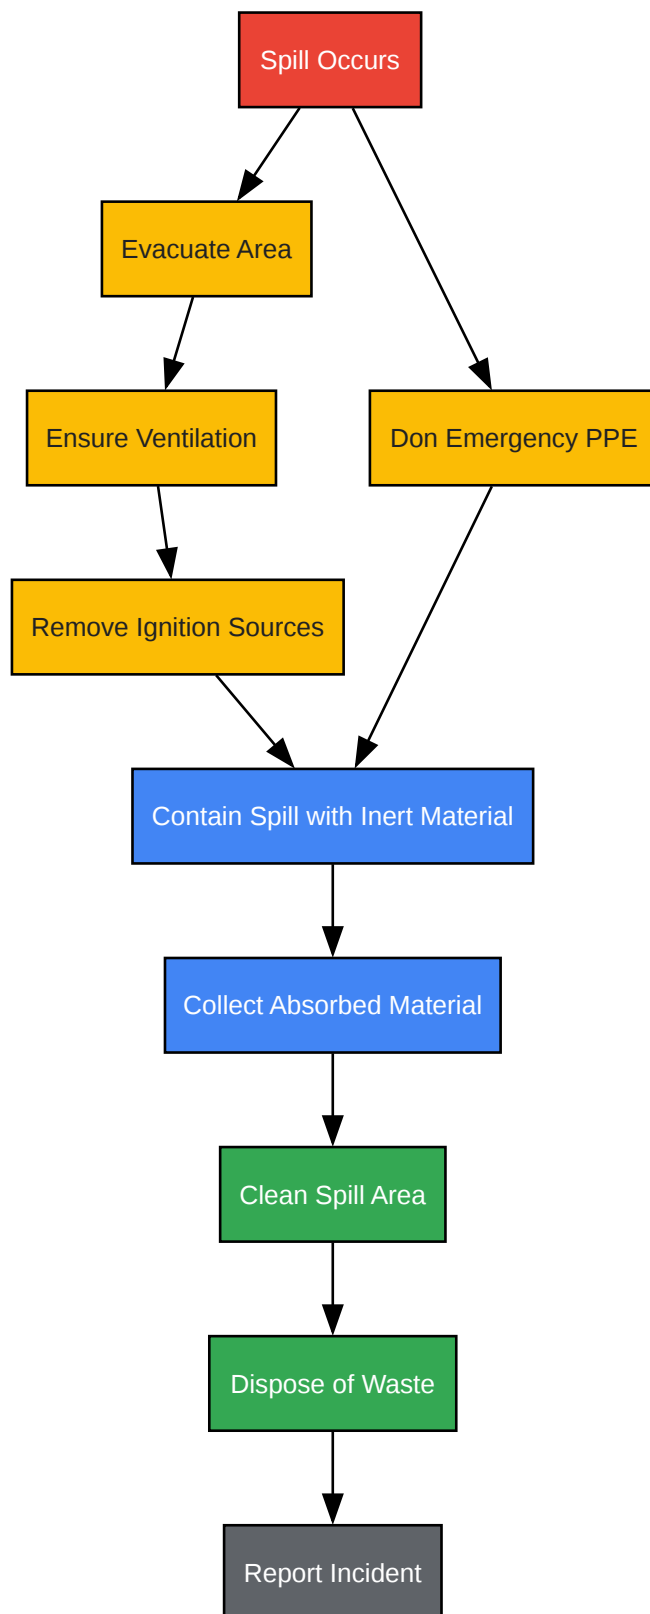 Spill Occurs
Evacuate Area
Ensure Ventilation
Don Emergency PPE
Remove Ignition Sources
Contain Spill with Inert Material
Collect Absorbed Material
Clean Spill Area
Dispose of Waste
Report Incident